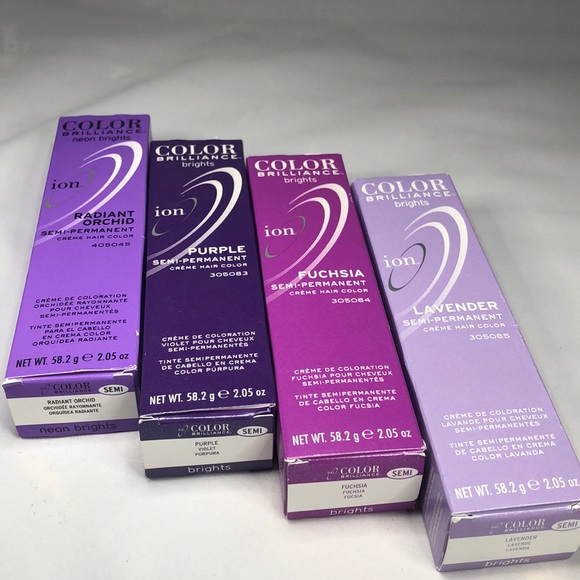 COLOR
BRILLIANCE
neon brights
ion
RADIANT
ORCHID
SEMI-PERMANENT
CRÈME HAIR COLOR
405045
CRÈME DE COLORATION
ORCHIDÉE RAYONNANTE
POUR CHEVEUX
SEMI-PERMANENTES
TINTE SEMIPERMANENTE
PARA EL CABELLO
EN CREMA COLOR
ORQUÍDEA RADIANTE
NET WT. 58.2 g ℮ 2.05 oz
COLOR
BRILLIANCE
SEMI
RADIANT ORCHID
ORCHIDÉE RAYONNANTE
ORQUÍDEA RADIANTE
neon brights
COLOR
BRILLIANCE
brights
ion
PURPLE
SEMI-PERMANENT
CRÈME HAIR COLOR
305083
CRÈME DE COLORATION
VIOLET POUR CHEVEUX
SEMI-PERMANENTÉS
TINTE SEMIPERMANENTE
DE CABELLO EN CREMA
COLOR PÚRPURA
NET WT. 58.2 g ℮ 2.05 oz
COLOR
BRILLIANCE
SEMI
PURPLE
VIOLET
PÚRPURA
brights
COLOR
BRILLIANCE
brights
ion
FUCHSIA
SEMI-PERMANENT
CRÈME HAIR COLOR
305084
CRÈME DE COLORATION
FUCHSIA POUR CHEVEUX
SEMI-PERMANENTÉS
TINTE SEMIPERMANENTE
DE CABELLO EN CREMA
COLOR FUCSIA
NET WT. 58.2 g ℮ 2.05 oz
COLOR
BRILLIANCE
SEMI
FUCHSIA
FUCHSIA
FUCSIA
brights
COLOR
BRILLIANCE
brights
ion
LAVENDER
SEMI-PERMANENT
CRÈME HAIR COLOR
305085
CRÈME DE COLORATION
LAVANDE POUR CHEVEUX
SEMI-PERMANENTÉS
TINTE SEMIPERMANENTE
DE CABELLO EN CREMA
COLOR LAVANDA
NET WT. 58.2 g ℮ 2.05 oz
COLOR
BRILLIANCE
SEMI
LAVENDER
LAVANDE
LAVANDA
brights